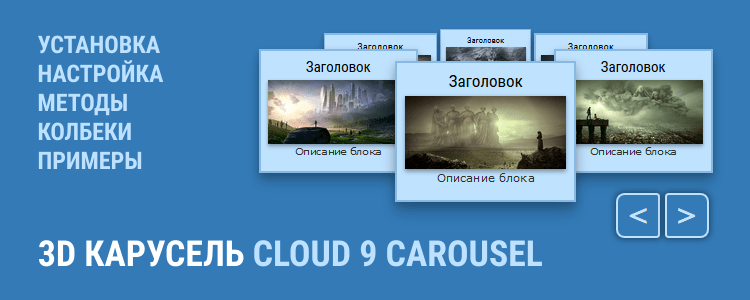 УСТАНОВКА
НАСТРОЙКА
МЕТОДЫ
КОЛБЕКИ
ПРИМЕРЫ
Заголовок
Заголовок
Заголовок
Заголовок
Заголовок
Заголовок
Описание блока
Описание блока
Описание блока
< >
3D КАРУСЕЛЬ CLOUD 9 CAROUSEL